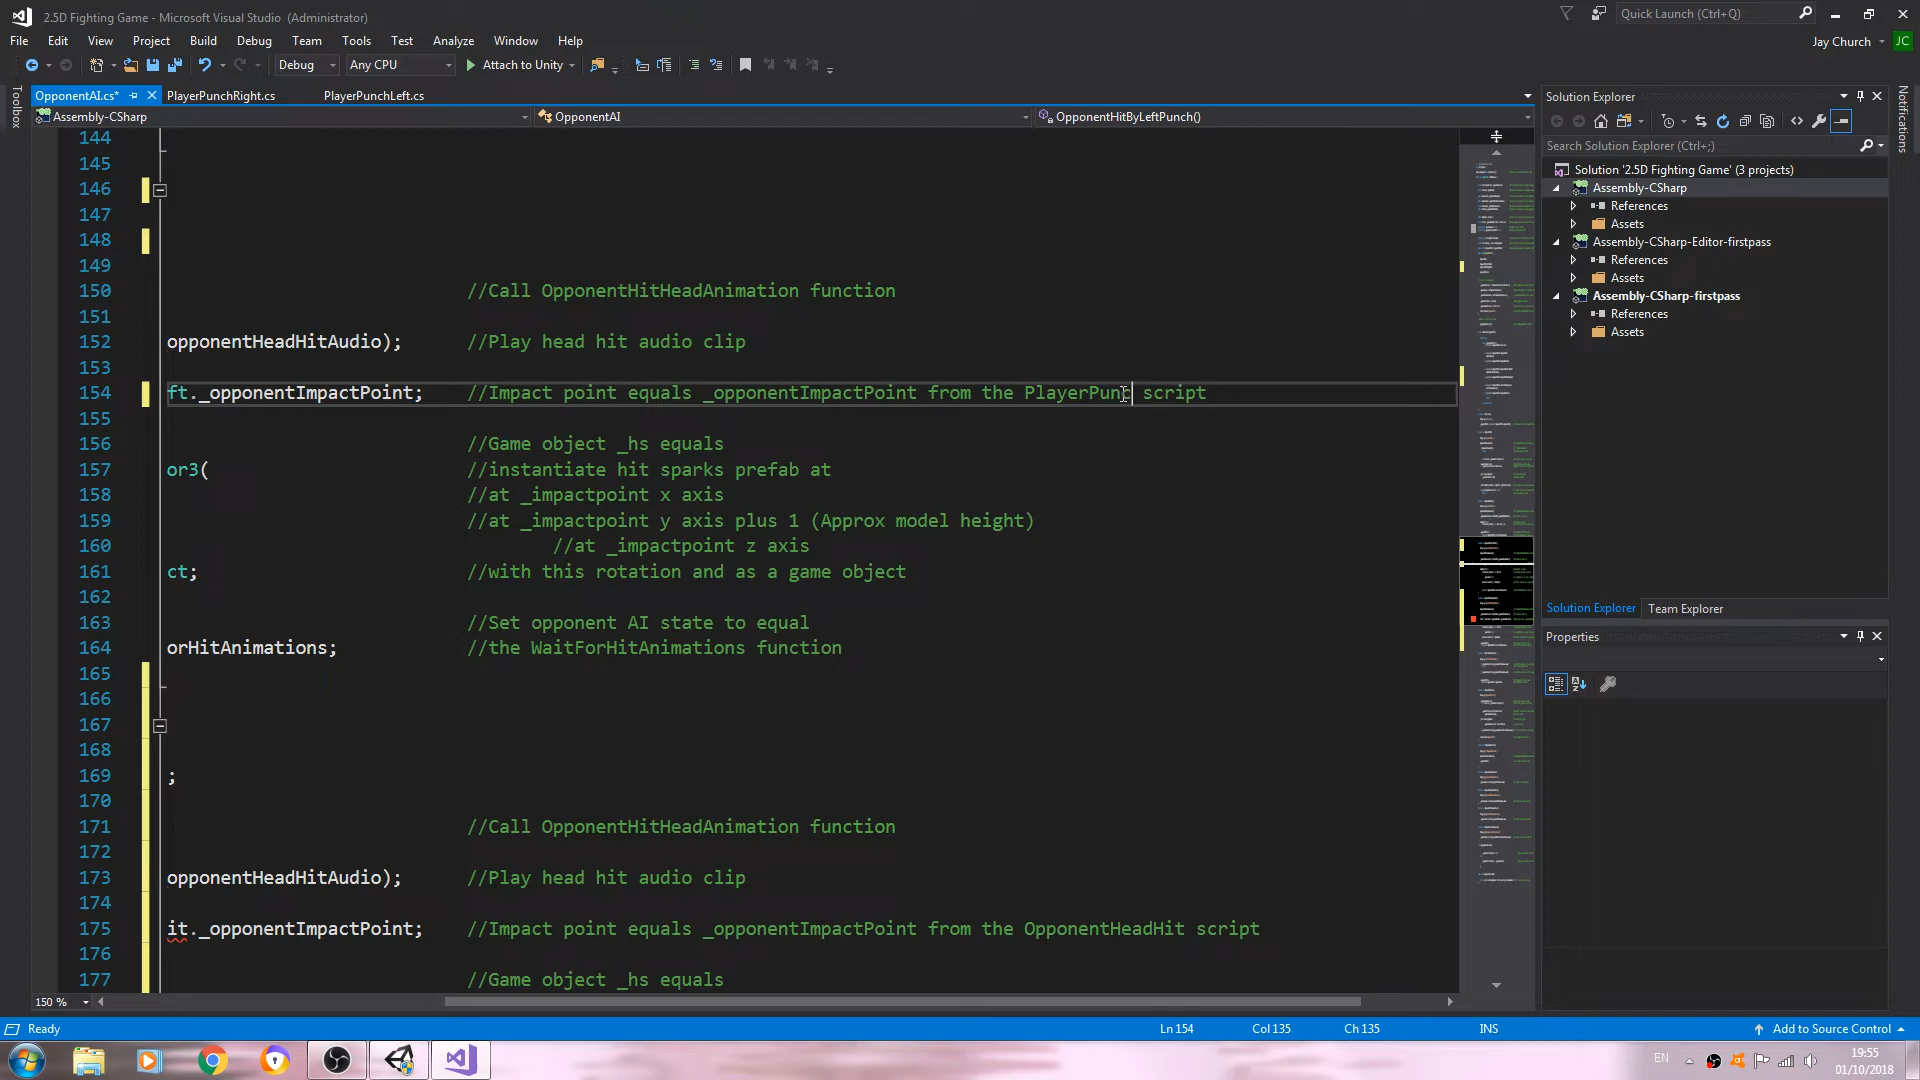 2.5D Fighting Game - Microsoft Visual Studio (Administrator)
Quick Launch (Ctrl+Q)
File Edit View Project Build Debug Team Tools Test Analyze Window Help
Jay Church JC
Debug Any CPU Attach to Unity
Toolbox
OpponentAI.cs* PlayerPunchRight.cs PlayerPunchLeft.cs
Assembly-CSharp OpponentAI OpponentHitByLeftPunch()
144
145
146
147
148
149
150 //Call OpponentHitHeadAnimation function
151
152 opponentHeadHitAudio); //Play head hit audio clip
153
154 ft._opponentImpactPoint; //Impact point equals _opponentImpactPoint from the PlayerPunc script
155
156 //Game object _hs equals
157 or3( //instantiate hit sparks prefab at
158 //at _impactpoint x axis
159 //at _impactpoint y axis plus 1 (Approx model height)
160 //at _impactpoint z axis
161 ct; //with this rotation and as a game object
162
163 //Set opponent AI state to equal
164 orHitAnimations; //the WaitForHitAnimations function
165
166
167
168
169 ;
170
171 //Call OpponentHitHeadAnimation function
172
173 opponentHeadHitAudio); //Play head hit audio clip
174
175 it._opponentImpactPoint; //Impact point equals _opponentImpactPoint from the OpponentHeadHit script
176
177 //Game object _hs equals
150 %
Solution Explorer
Search Solution Explorer (Ctrl+;)
Solution '2.5D Fighting Game' (3 projects)
Assembly-CSharp
References
Assets
Assembly-CSharp-Editor-firstpass
References
Assets
Assembly-CSharp-firstpass
References
Assets
Solution Explorer Team Explorer
Properties
Notifications
Ready Ln 154 Col 135 Ch 135 INS Add to Source Control
EN 19:55
01/10/2018